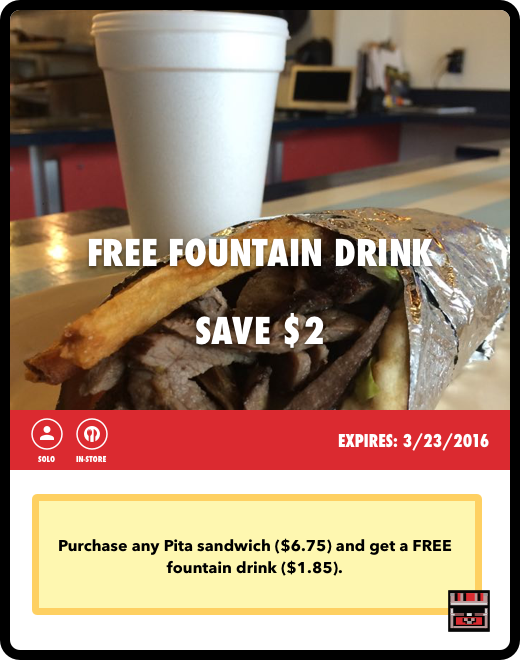 FREE FOUNTAIN DRINK
SAVE $2
SOLO
IN-STORE
EXPIRES: 3/23/2016
Purchase any Pita sandwich ($6.75) and get a FREE
fountain drink ($1.85).